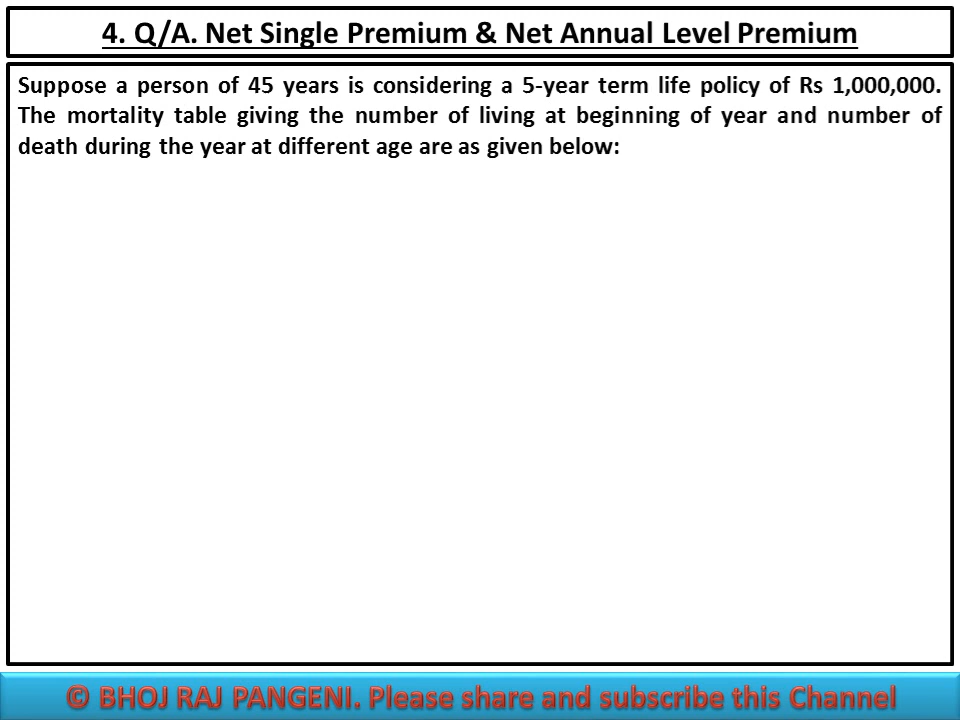 4. Q/A. Net Single Premium & Net Annual Level Premium
Suppose a person of 45 years is considering a 5-year term life policy of Rs 1,000,000.
The mortality table giving the number of living at beginning of year and number of
death during the year at different age are as given below:
© BHOJ RAJ PANGENI. Please share and subscribe this Channel